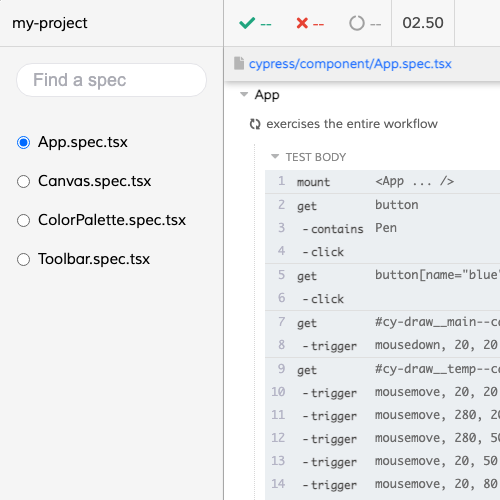 my-project
-- -- -- 02.50
Find a spec
App.spec.tsx
Canvas.spec.tsx
ColorPalette.spec.tsx
Toolbar.spec.tsx
cypress/component/App.spec.tsx
App
exercises the entire workflow
TEST BODY
1 mount <App ... />
2 get button
3 -contains Pen
4 -click
5 get button[name="blue"
6 -click
7 get #cy-draw__main--ca
8 -trigger mousedown, 20, 20
9 get #cy-draw__temp--ca
10 -trigger mousemove, 20, 20
11 -trigger mousemove, 280, 20
12 -trigger mousemove, 280, 50
13 -trigger mousemove, 20, 50
14 -trigger mousemove, 20, 80